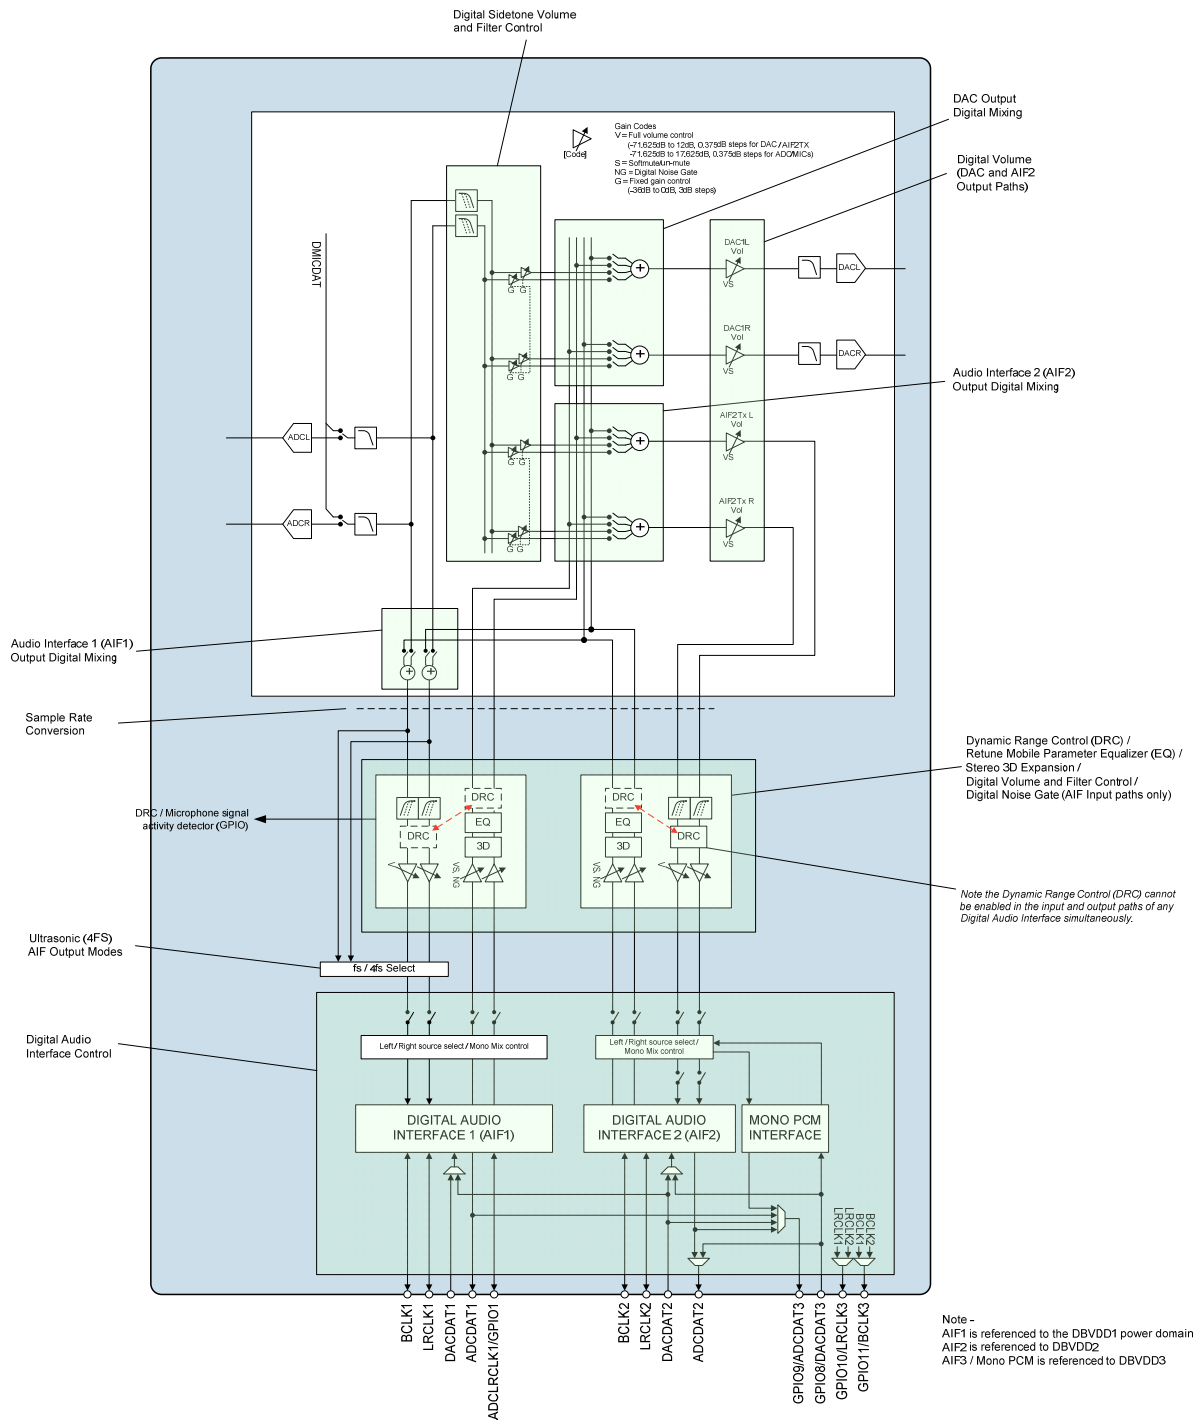 Digital Sidetone Volume
and Filter Control
DAC Output
Digital Mixing
Digital Volume
(DAC and AIF2
Output Paths)
Gain Codes
V = Full volume control
(-71.625dB to 12dB, 0.375dB steps for DAC / AIF2TX
-71.625dB to 17.625dB, 0.375dB steps for ADC/MICs)
S = Softmute/un-mute
NG = Digital Noise Gate
G = Fixed gain control
(-36dB to 0dB, 3dB steps)
[Code]
DMICDAT
DAC1L
Vol
VS
DACL
G G
DAC1R
Vol
VS
DACR
G G
Audio Interface 2 (AIF2)
Output Digital Mixing
AIF2Tx L
Vol
VS
ADCL
G G
AIF2Tx R
Vol
VS
ADCR
G G
Audio Interface 1 (AIF1)
Output Digital Mixing
Sample Rate
Conversion
Dynamic Range Control (DRC) /
Retune Mobile Parameter Equalizer (EQ) /
Stereo 3D Expansion /
Digital Volume and Filter Control /
Digital Noise Gate (AIF Input paths only)
DRC / Microphone signal
activity detector (GPIO)
DRC
DRC
EQ
3D
V
VS, NG
DRC
EQ
3D
DRC
VS, NG
V
Note the Dynamic Range Control (DRC) cannot
be enabled in the input and output paths of any
Digital Audio Interface simultaneously.
Ultrasonic (4FS)
AIF Output Modes
fs / 4fs Select
Digital Audio
Interface Control
Left / Right source select / Mono Mix control
Left / Right source select /
Mono Mix control
DIGITAL AUDIO
INTERFACE 1 (AIF1)
DIGITAL AUDIO
INTERFACE 2 (AIF2)
MONO PCM
INTERFACE
LRCLK1
LRCLK2
BCLK1
BCLK2
BCLK1
LRCLK1
DACDAT1
ADCDAT1
ADCLRCLK1/GPIO1
BCLK2
LRCLK2
DACDAT2
ADCDAT2
GPIO9/ADCDAT3
GPIO8/DACDAT3
GPIO10/LRCLK3
GPIO11/BCLK3
Note -
AIF1 is referenced to the DBVDD1 power domain
AIF2 is referenced to DBVDD2
AIF3 / Mono PCM is referenced to DBVDD3